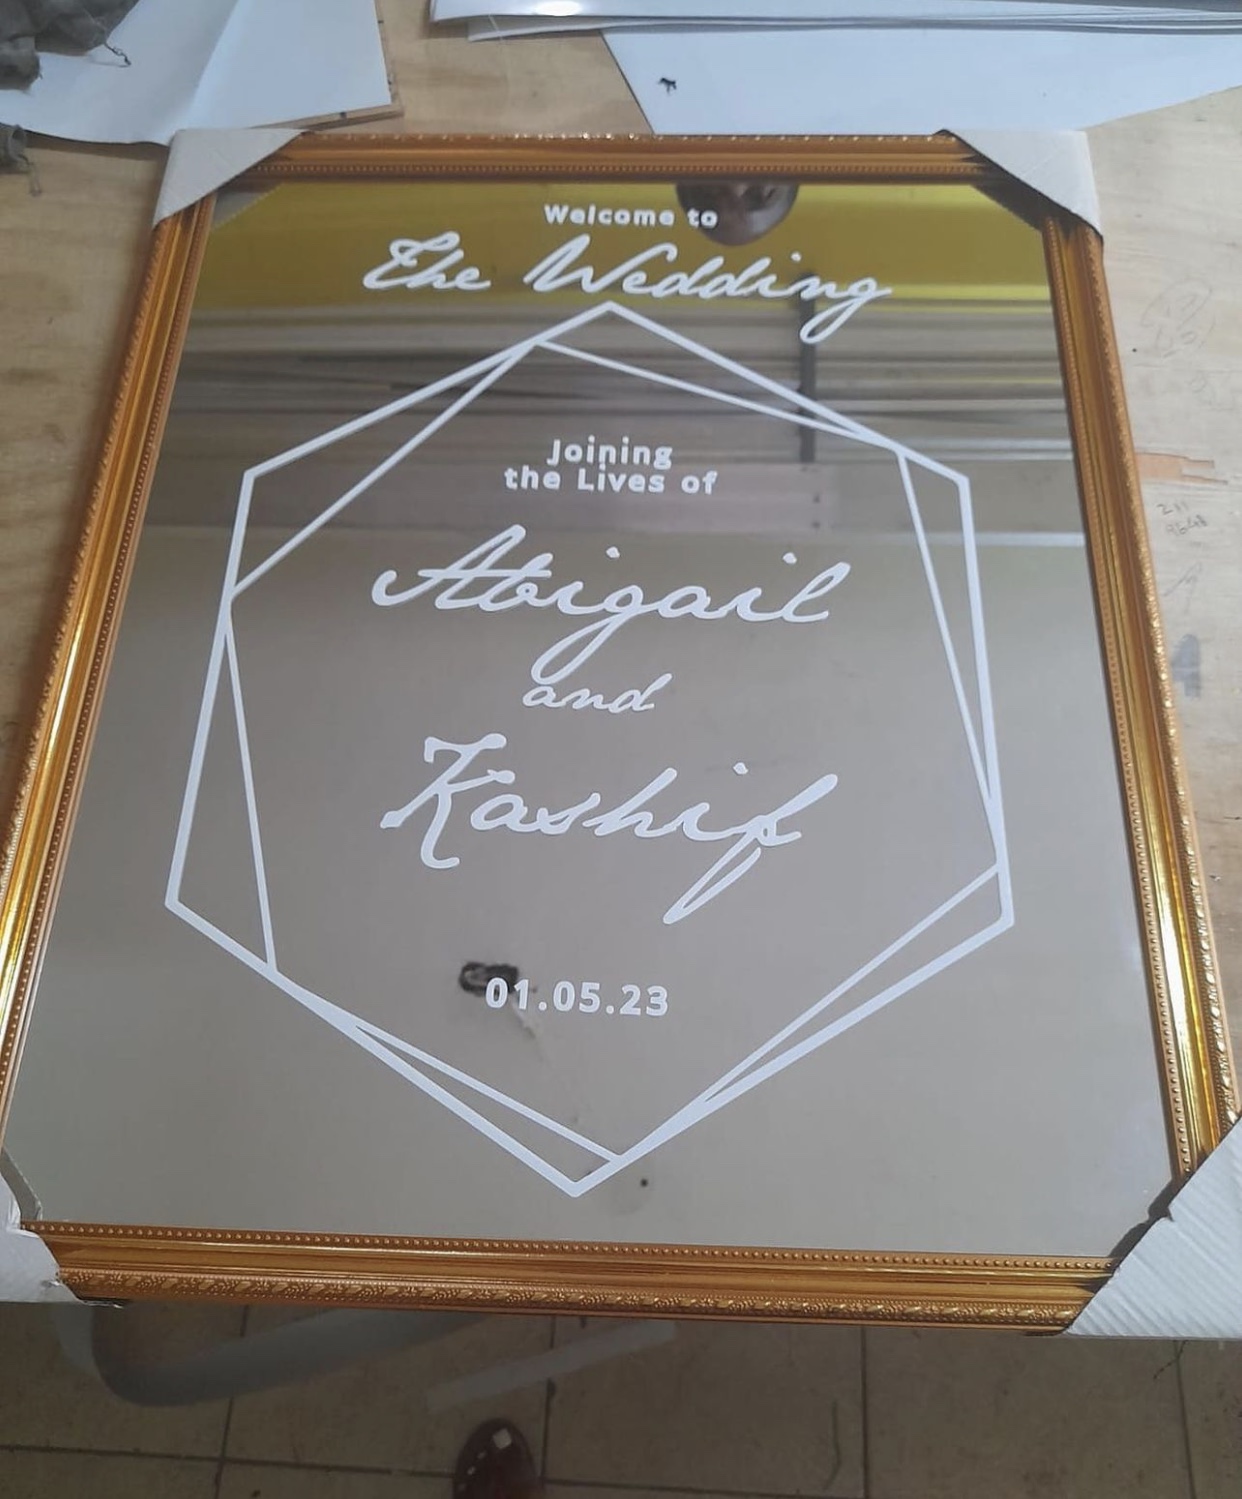 Welcome to
The Wedding
Joining
the Lives of
Abigail
and
Kashif
01.05.23